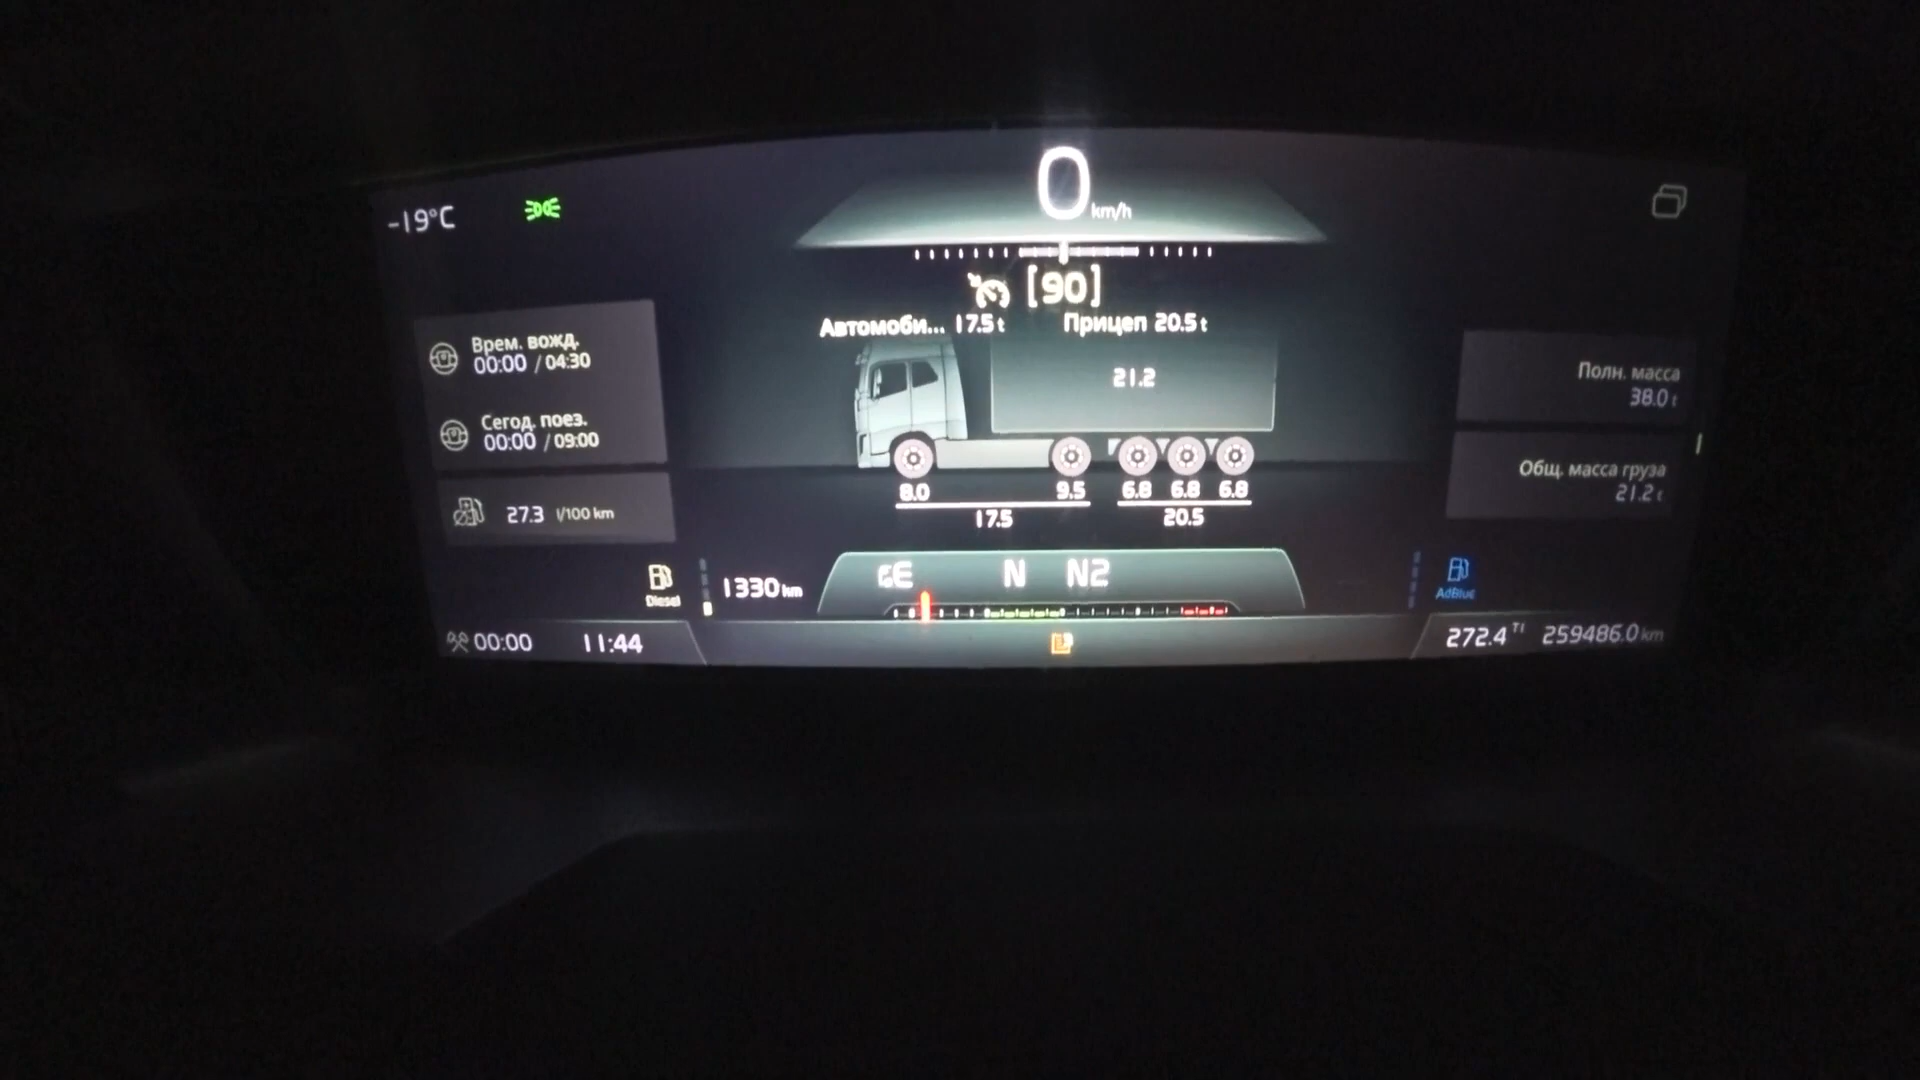 0 km/h
-19°C
[90]
Автомоби... 17.5 t
Прицеп 20.5 t
Врем. вожд.
00:00 / 04:30
Сегод. поез.
00:00 / 09:00
27.3 l/100 km
21.2
8.0 9.5 6.8 6.8 6.8
17.5 20.5
Полн. масса
38.0 t
Общ. масса груза
21.2 t
Diesel
1330 km
E N N2
AdBlue
00:00 11:44
272.4 T1 259486.0 km